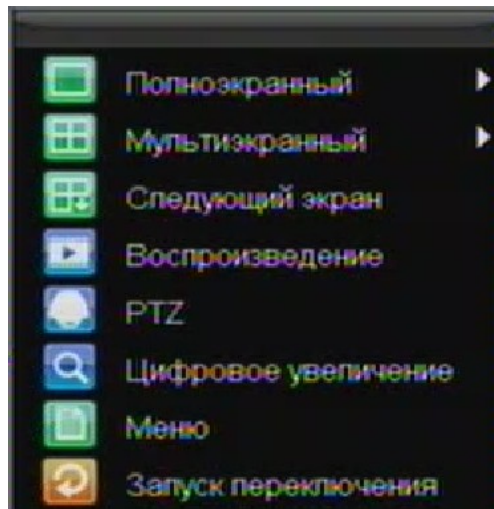 Полноэкранный
Мультиэкранный
Следующий экран
Воспроизведение
PTZ
Цифровое увеличение
Меню
Запуск переключения